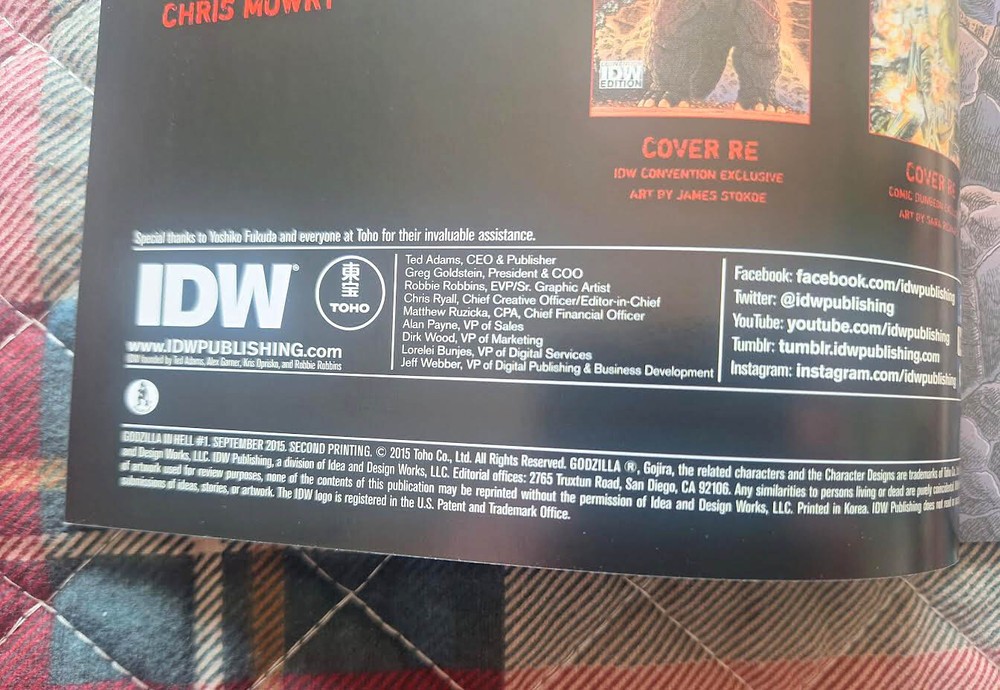 CHRIS MOWRY
IDW
EDITION
COVER RE
IDW CONVENTION EXCLUSIVE
ART BY JAMES STOKOE
COVER RE
COMIC
ART BY
Special thanks to Yoshiko Fukuda and everyone at Toho for their invaluable assistance.
IDW®
東宝
TOHO
www.IDWPUBLISHING.com
IDW founded by Ted Adams, Alex Garner, Kris Oprisko, and Robbie Robbins
Ted Adams, CEO & Publisher
Greg Goldstein, President & COO
Robbie Robbins, EVP/Sr. Graphic Artist
Chris Ryall, Chief Creative Officer/Editor-in-Chief
Matthew Ruzicka, CPA, Chief Financial Officer
Alan Payne, VP of Sales
Dirk Wood, VP of Marketing
Lorelei Bunjes, VP of Digital Services
Jeff Webber, VP of Digital Publishing & Business Development
Facebook: facebook.com/idwpublishing
Twitter: @idwpublishing
YouTube: youtube.com/idwpublishing
Tumblr: tumblr.idwpublishing.com
Instagram: instagram.com/idwpublishing
GODZILLA IN HELL #1. SEPTEMBER 2015. SECOND PRINTING. © 2015 Toho Co., Ltd. All Rights Reserved. GODZILLA ®, Gojira, the related characters and the Character Designs are trademarks of Toho Co.
and Design Works, LLC. IDW Publishing, a division of Idea and Design Works, LLC. Editorial offices: 2765 Truxtun Road, San Diego, CA 92106. Any similarities to persons living or dead are purely coincidental.
of artwork used for review purposes, none of the contents of this publication may be reprinted without the permission of Idea and Design Works, LLC. Printed in Korea. IDW Publishing does not read
submissions of ideas, stories, or artwork. The IDW logo is registered in the U.S. Patent and Trademark Office.